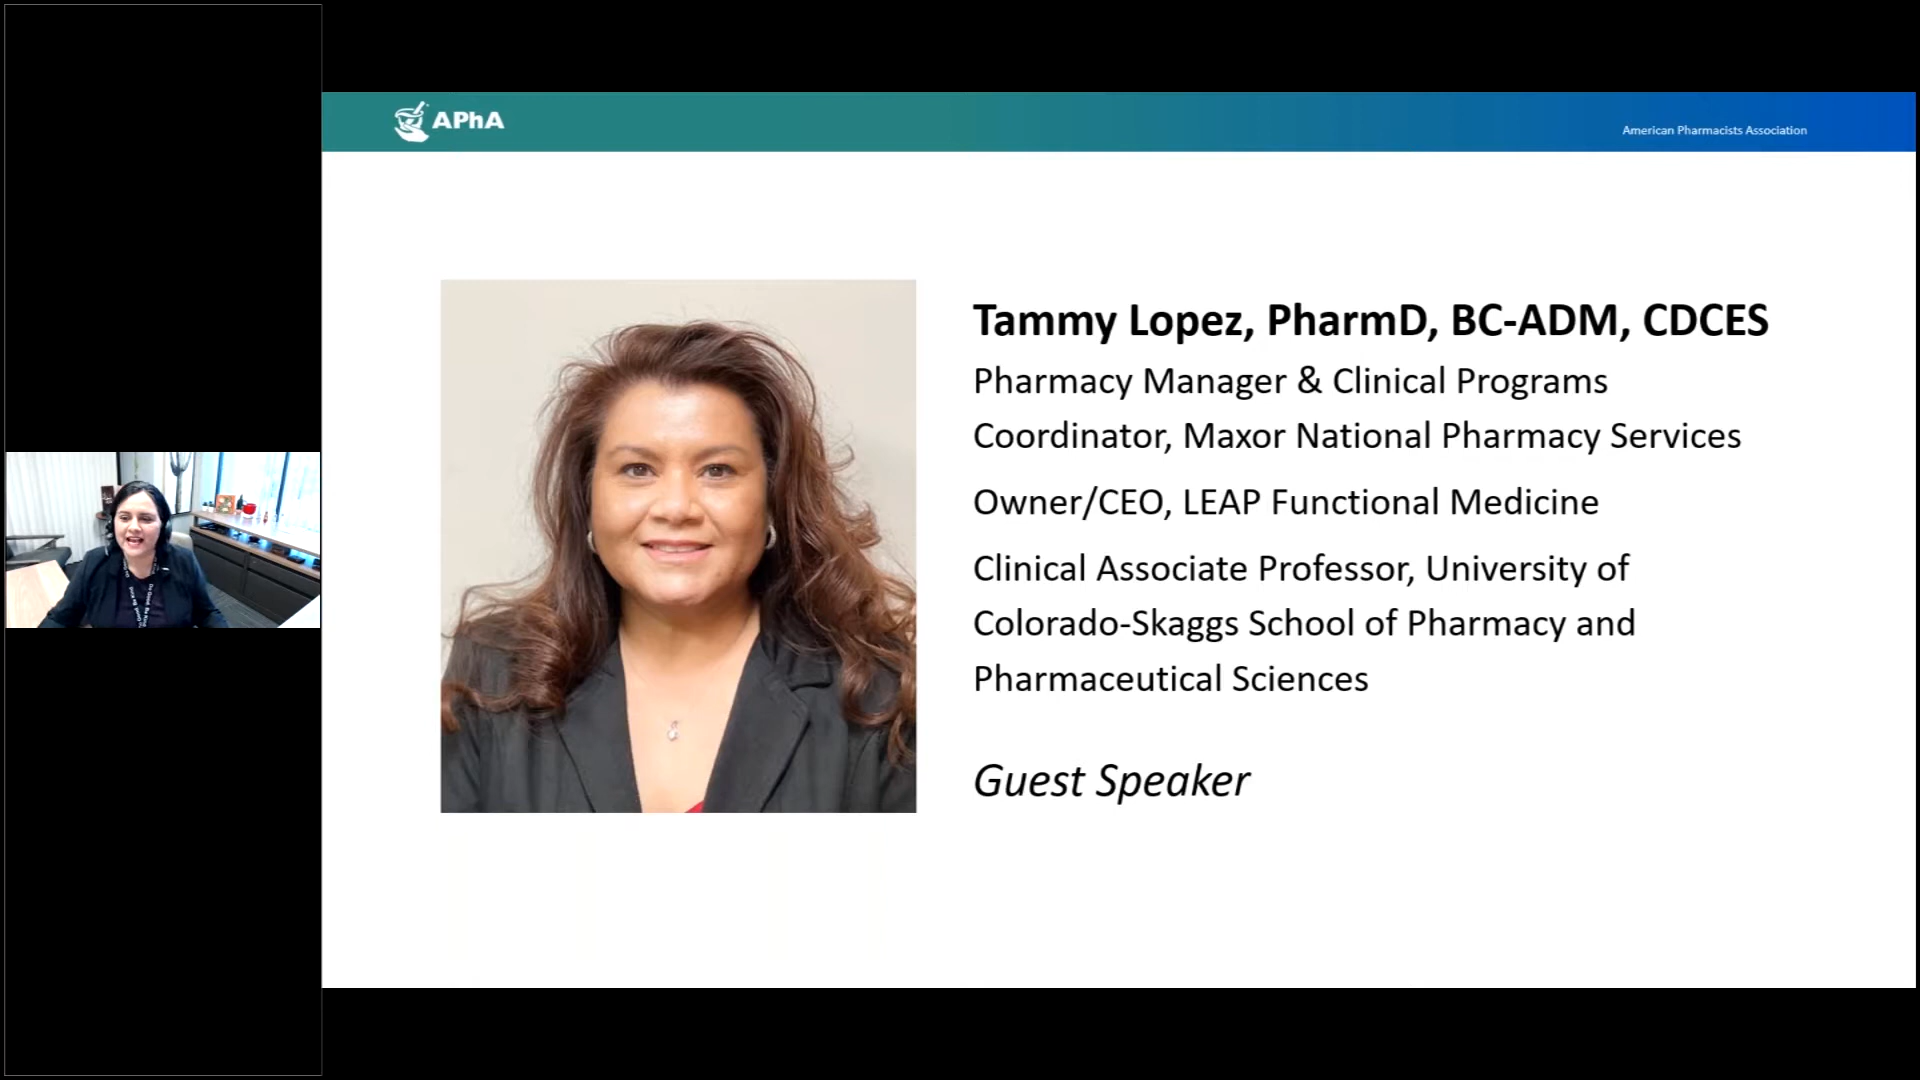 APhA
American Pharmacists Association
Tammy Lopez, PharmD, BC-ADM, CDCES
Pharmacy Manager & Clinical Programs
Coordinator, Maxor National Pharmacy Services
Owner/CEO, LEAP Functional Medicine
Clinical Associate Professor, University of
Colorado-Skaggs School of Pharmacy and
Pharmaceutical Sciences
Guest Speaker